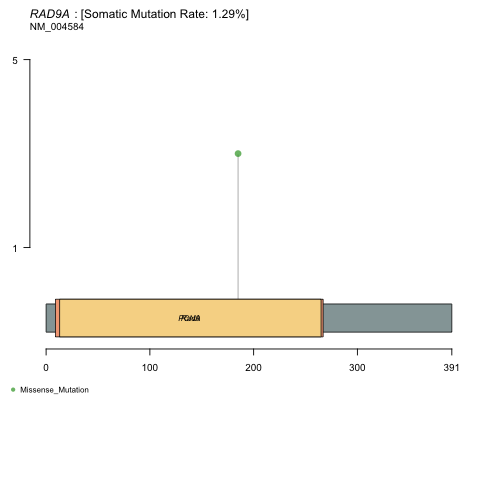 RAD9A : [Somatic Mutation Rate: 1.29%]
NM_004584
5
1
0 100 200 300 391
Missense_Mutation